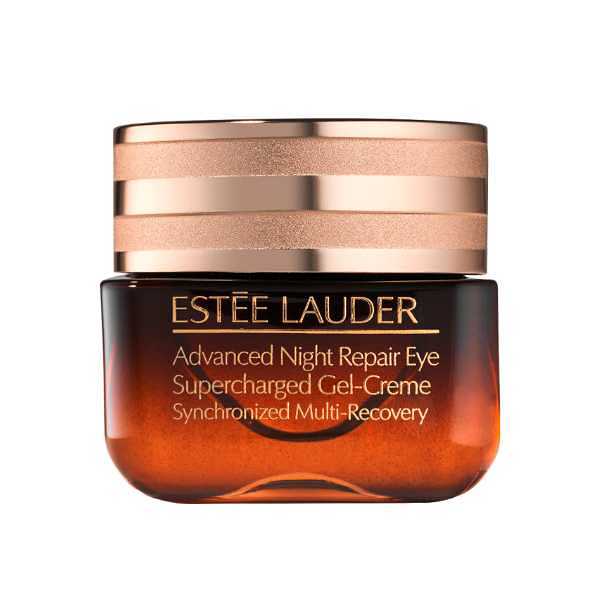 ESTĒE LAUDER
Advanced Night Repair Eye
Supercharged Gel-Creme
Synchronized Multi-Recovery